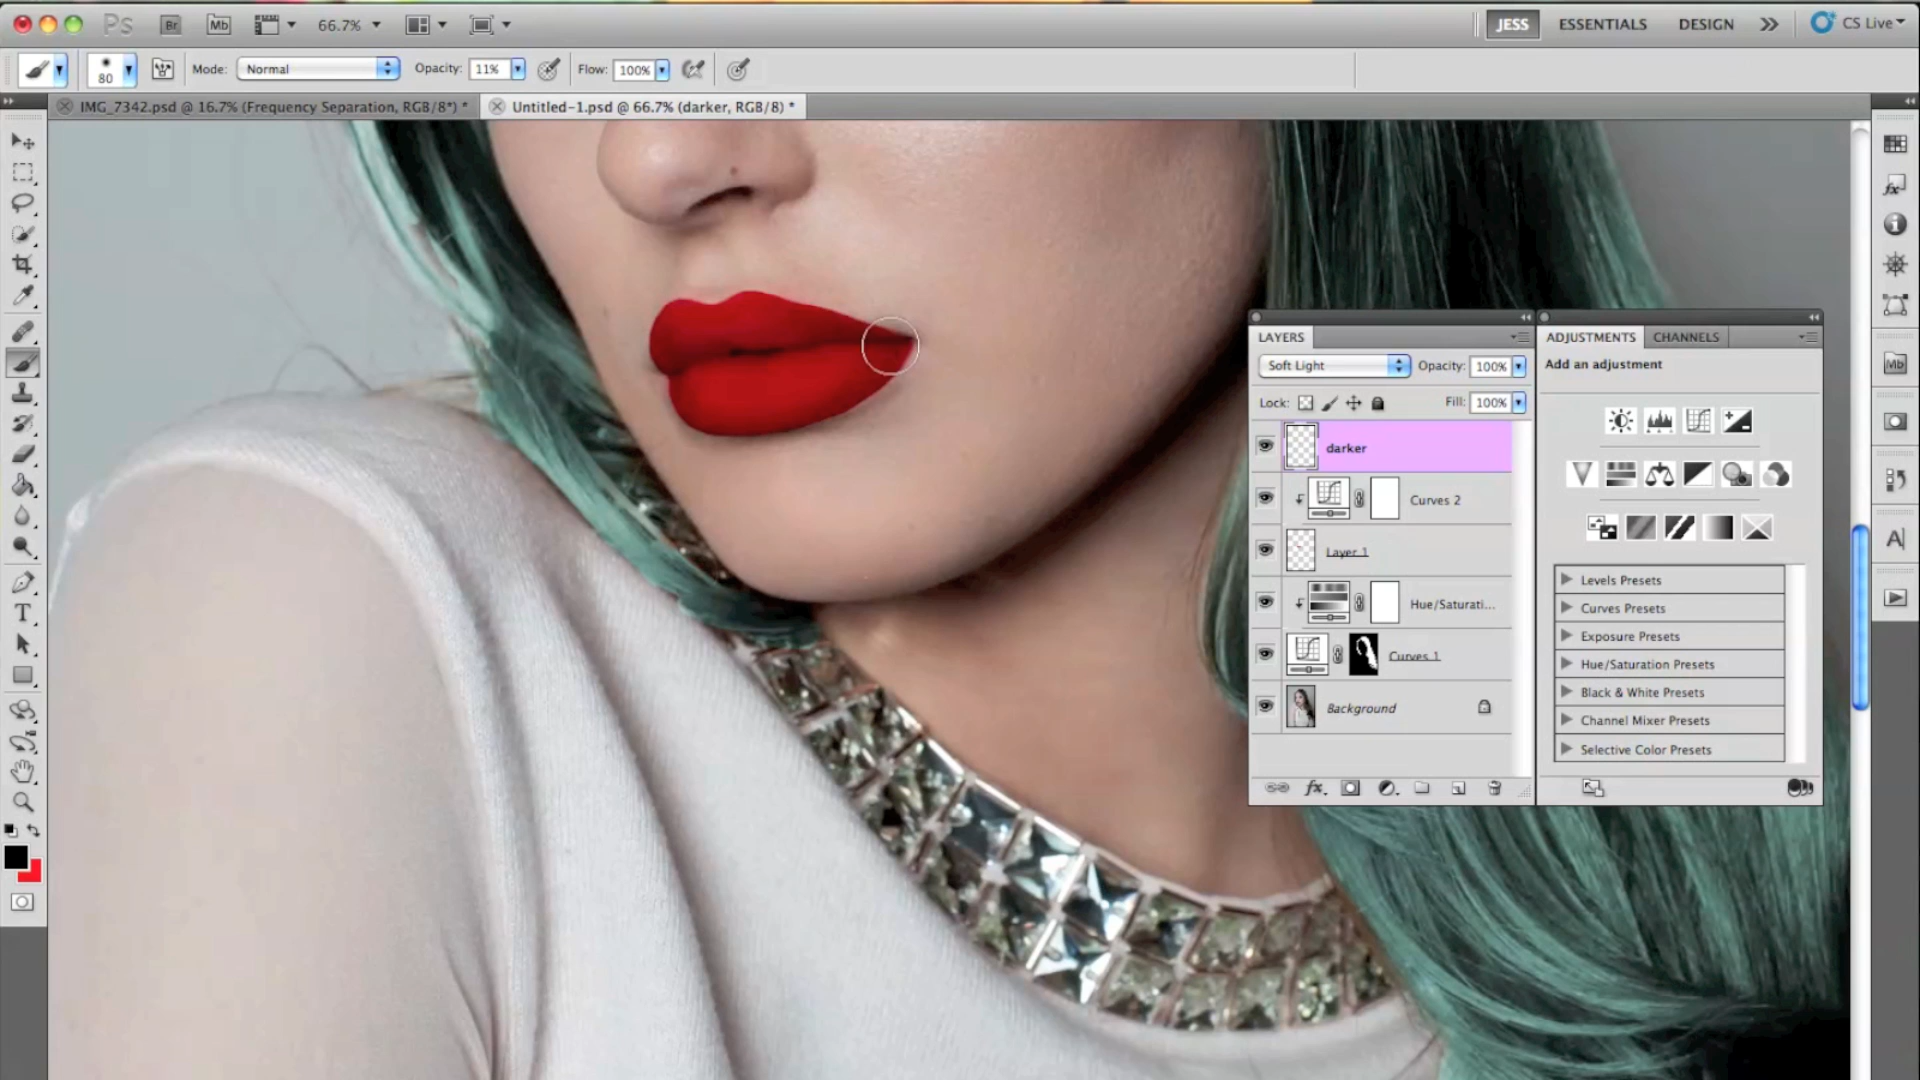 Ps Br Mb 66.7% JESS ESSENTIALS DESIGN CS Live
80 Mode: Normal Opacity: 11% Flow: 100%
IMG_7342.psd @ 16.7% (Frequency Separation, RGB/8*) * Untitled-1.psd @ 66.7% (darker, RGB/8) *
LAYERS
Soft Light Opacity: 100%
Lock: Fill: 100%
darker
Curves 2
Layer 1
Hue/Saturati...
Curves 1
Background
fx
ADJUSTMENTS CHANNELS
Add an adjustment
Levels Presets
Curves Presets
Exposure Presets
Hue/Saturation Presets
Black & White Presets
Channel Mixer Presets
Selective Color Presets
T
fx
Mb
A